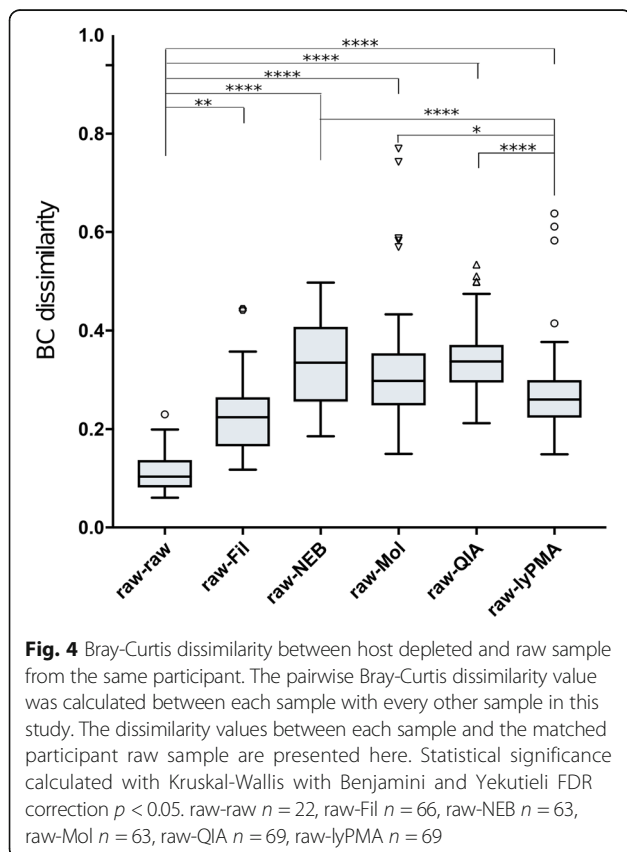 1.0
0.8
0.6
0.4
0.2
0.0
BC dissimilarity
****
****
****
****
**
****
*
****
raw-raw
raw-Fil
raw-NEB
raw-Mol
raw-QIA
raw-lyPMA
Fig. 4 Bray-Curtis dissimilarity between host depleted and raw sample
from the same participant. The pairwise Bray-Curtis dissimilarity value
was calculated between each sample with every other sample in this
study. The dissimilarity values between each sample and the matched
participant raw sample are presented here. Statistical significance
calculated with Kruskal-Wallis with Benjamini and Yekutieli FDR
correction p < 0.05. raw-raw n = 22, raw-Fil n = 66, raw-NEB n = 63,
raw-Mol n = 63, raw-QIA n = 69, raw-lyPMA n = 69